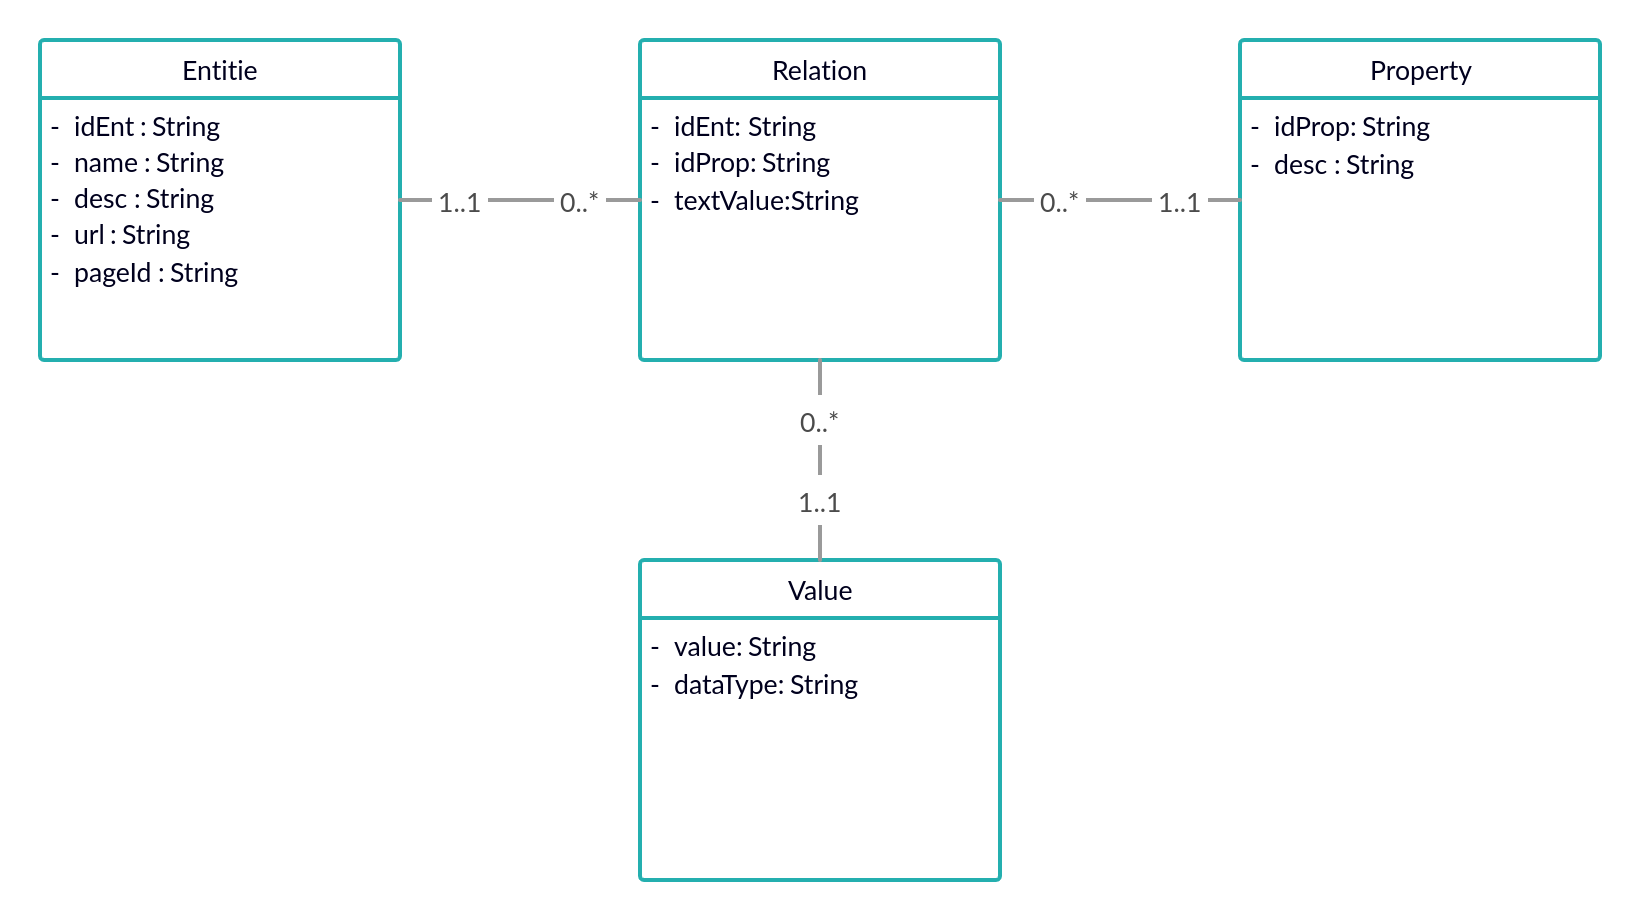 Entitie
- idEnt : String
- name : String
- desc : String
- url : String
- pageId : String
1..1
0..*
Relation
- idEnt: String
- idProp: String
- textValue:String
0..*
1..1
Property
- idProp: String
- desc : String
0..*
1..1
Value
- value: String
- dataType: String